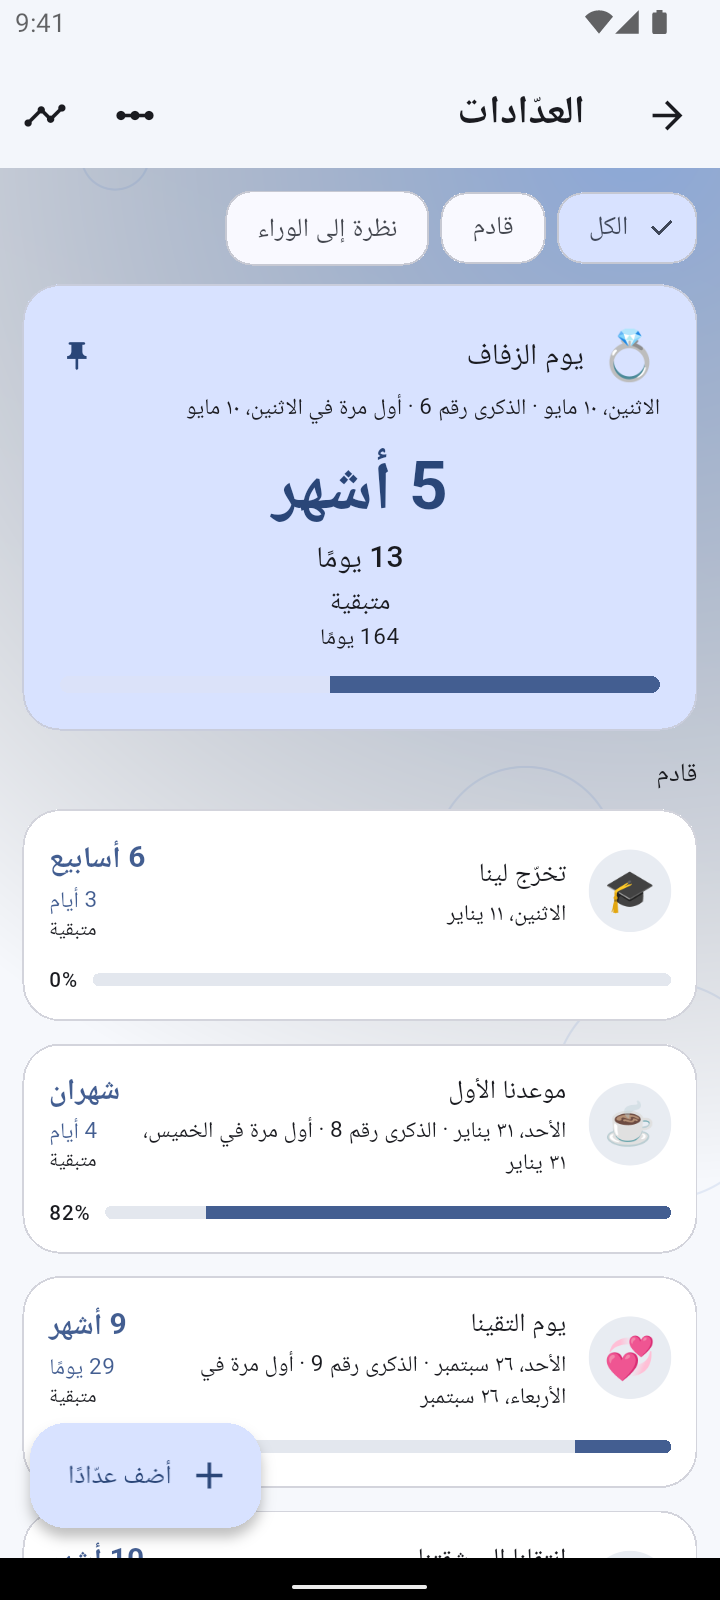 9:41
العدّادات
الكل
قادم
نظرة إلى الوراء
يوم الزفاف
الاثنين، ١٠ مايو · الذكرى رقم 6 · أول مرة في الاثنين، ١٠ مايو
5 أشهر
13 يومًا
متبقية
164 يومًا
قادم
تخرّج لينا
الاثنين، ١١ يناير
6 أسابيع
3 أيام
متبقية
0%
موعدنا الأول
الأحد، ٣١ يناير · الذكرى رقم 8 · أول مرة في الخميس،
٣١ يناير
شهران
4 أيام
متبقية
82%
يوم التقينا
الأحد، ٢٦ سبتمبر · الذكرى رقم 9 · أول مرة في
الأربعاء، ٢٦ سبتمبر
9 أشهر
29 يومًا
متبقية
أضف عدّادًا